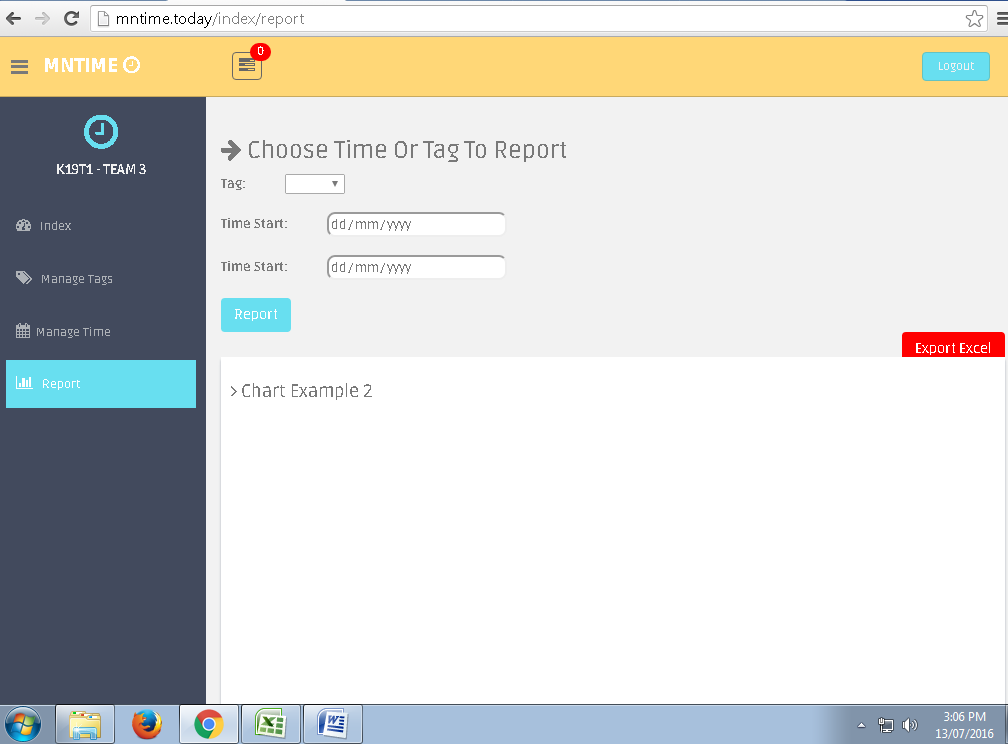 mntime.today/index/report
MNTIME
0
Logout
K19T1 - TEAM 3
Index
Manage Tags
Manage Time
Report
Choose Time Or Tag To Report
Tag:
Time Start: dd/mm/yyyy
Time Start: dd/mm/yyyy
Report
Export Excel
> Chart Example 2
3:06 PM
13/07/2016